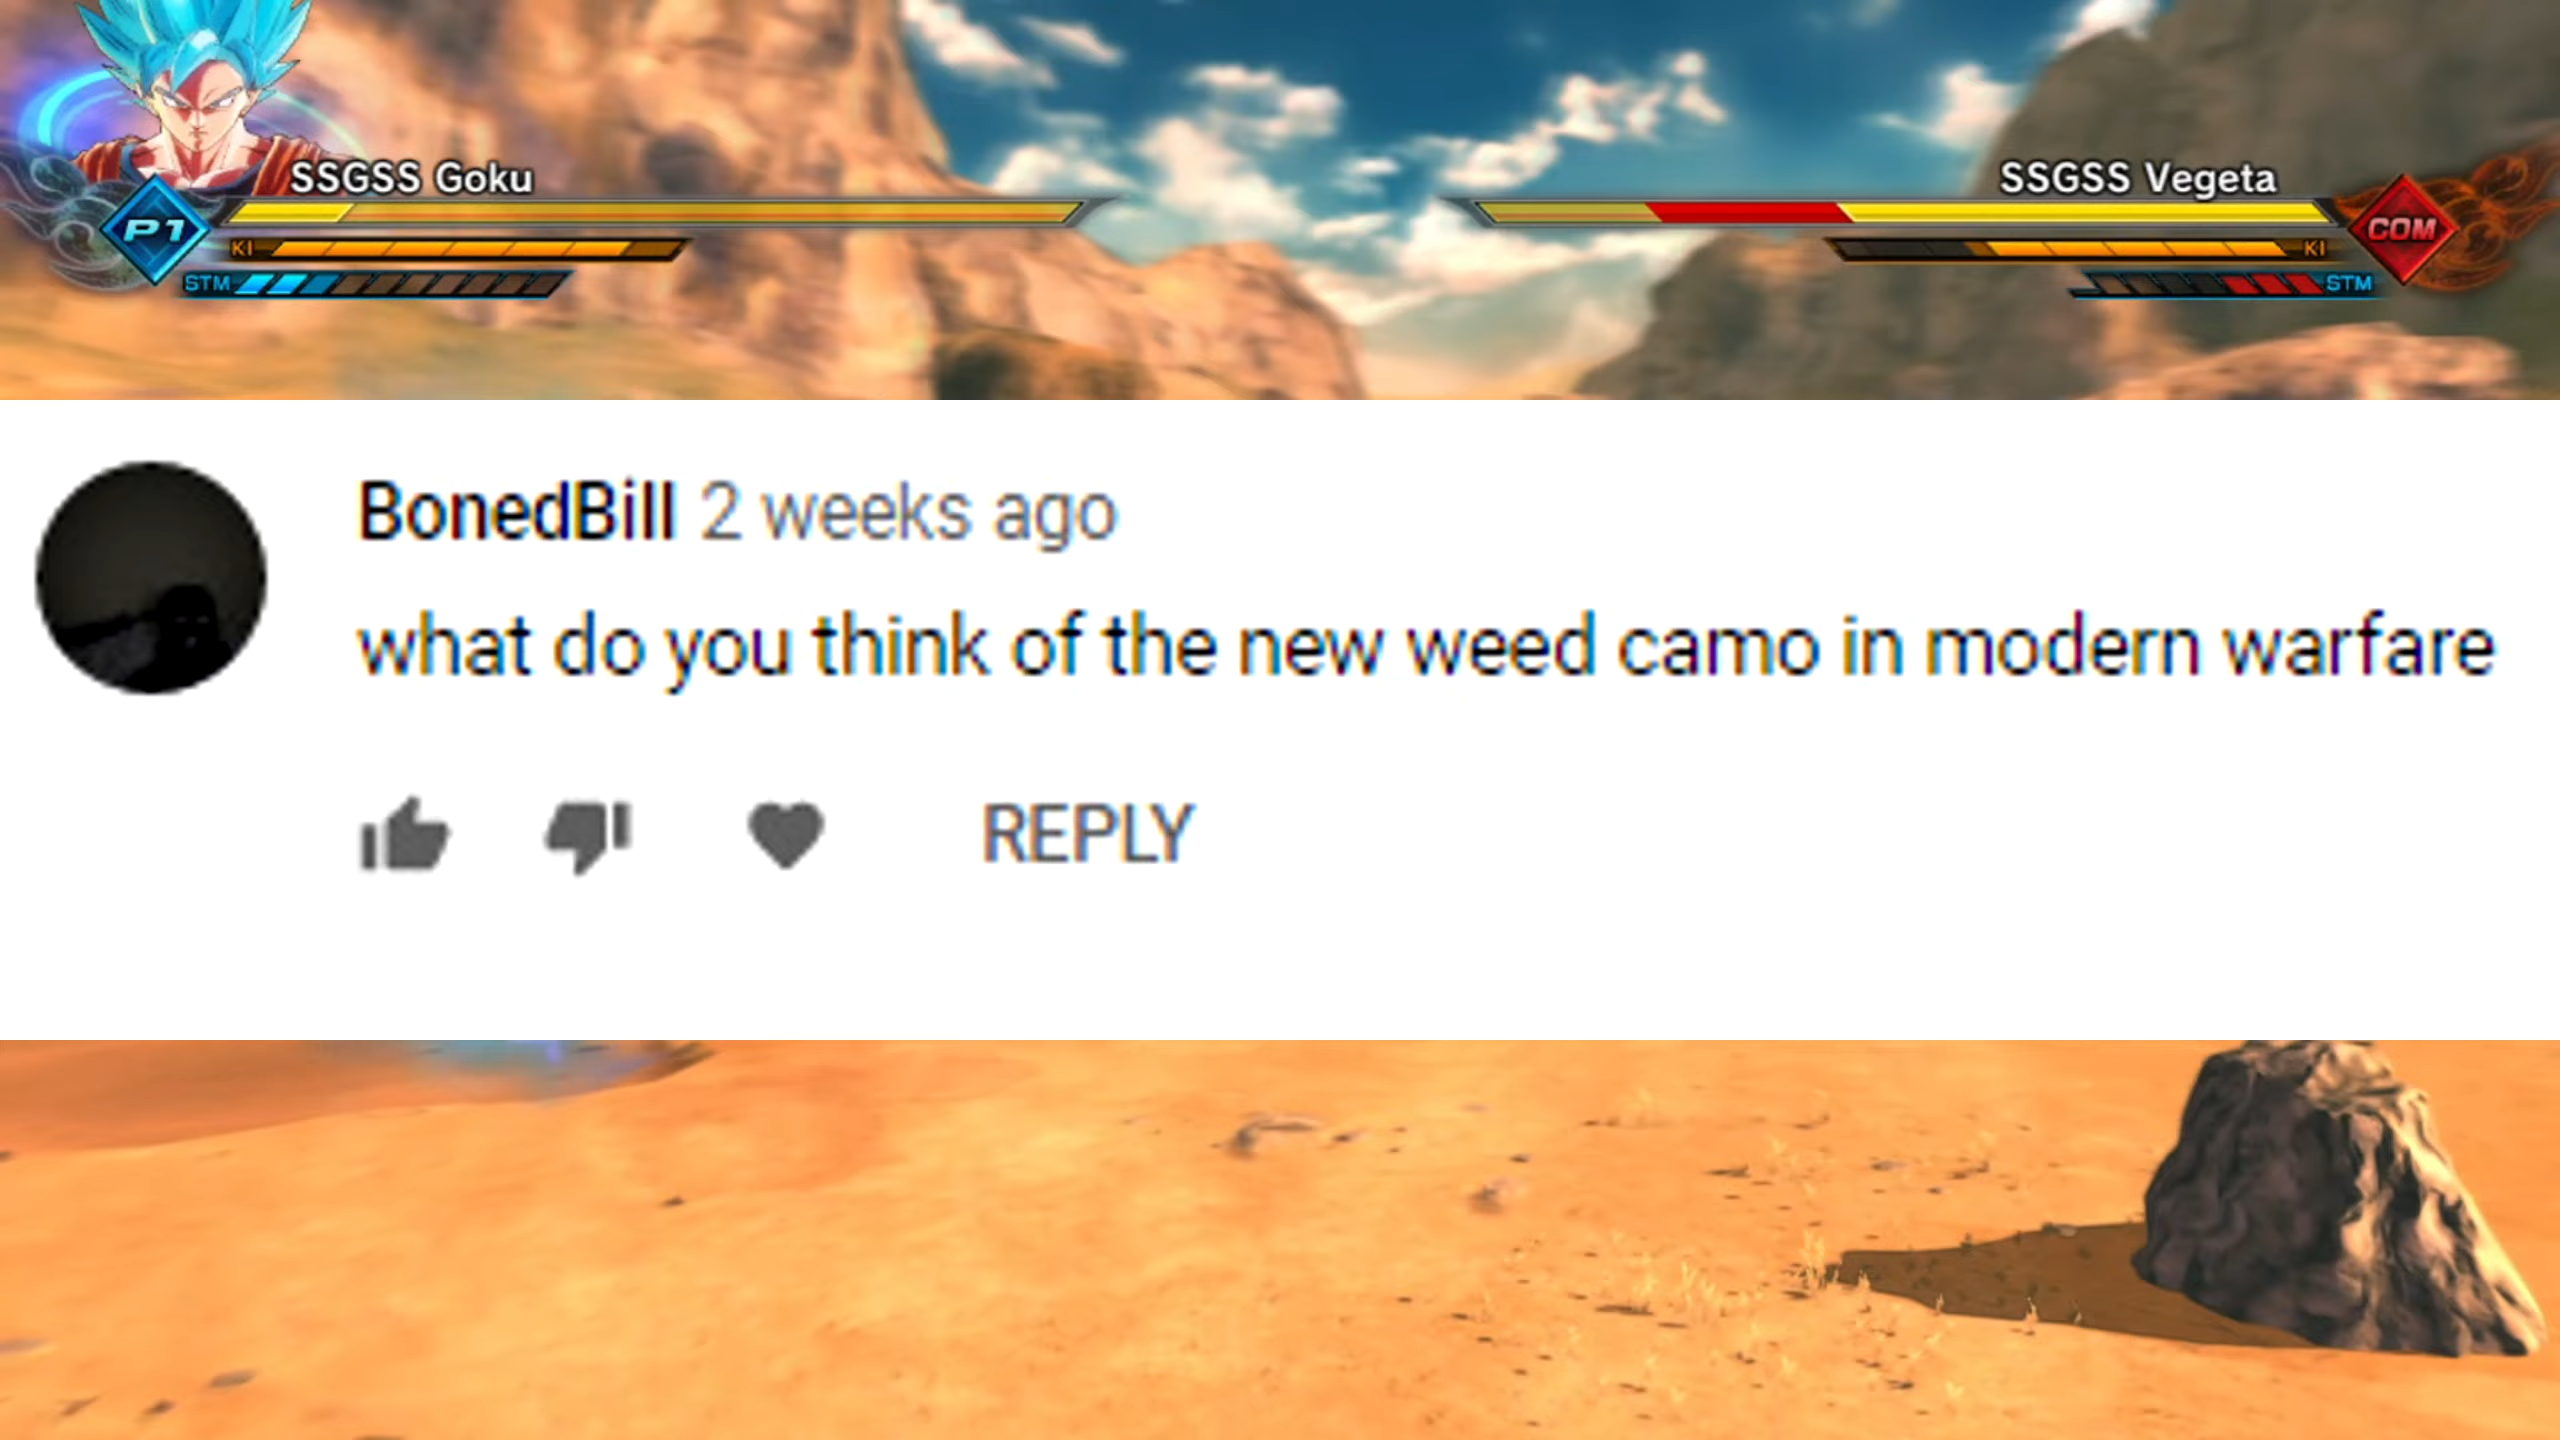 SSGSS Goku
SSGSS Vegeta
P1
KI
STM
KI
COM
STM
BonedBill 2 weeks ago
what do you think of the new weed camo in modern warfare
REPLY